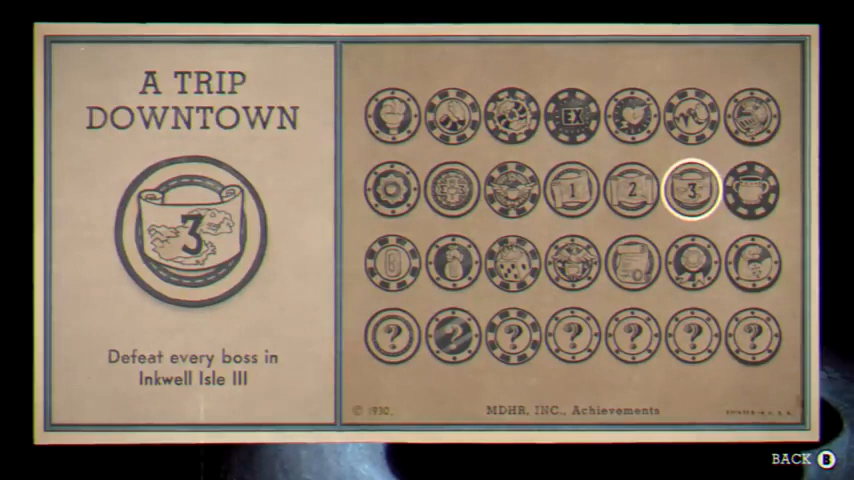 A TRIP
DOWNTOWN
3
Defeat every boss in
Inkwell Isle III
EX
1
2
3
?
?
?
?
?
?
?
© 1930.
MDHR, INC., Achievements
BACK B